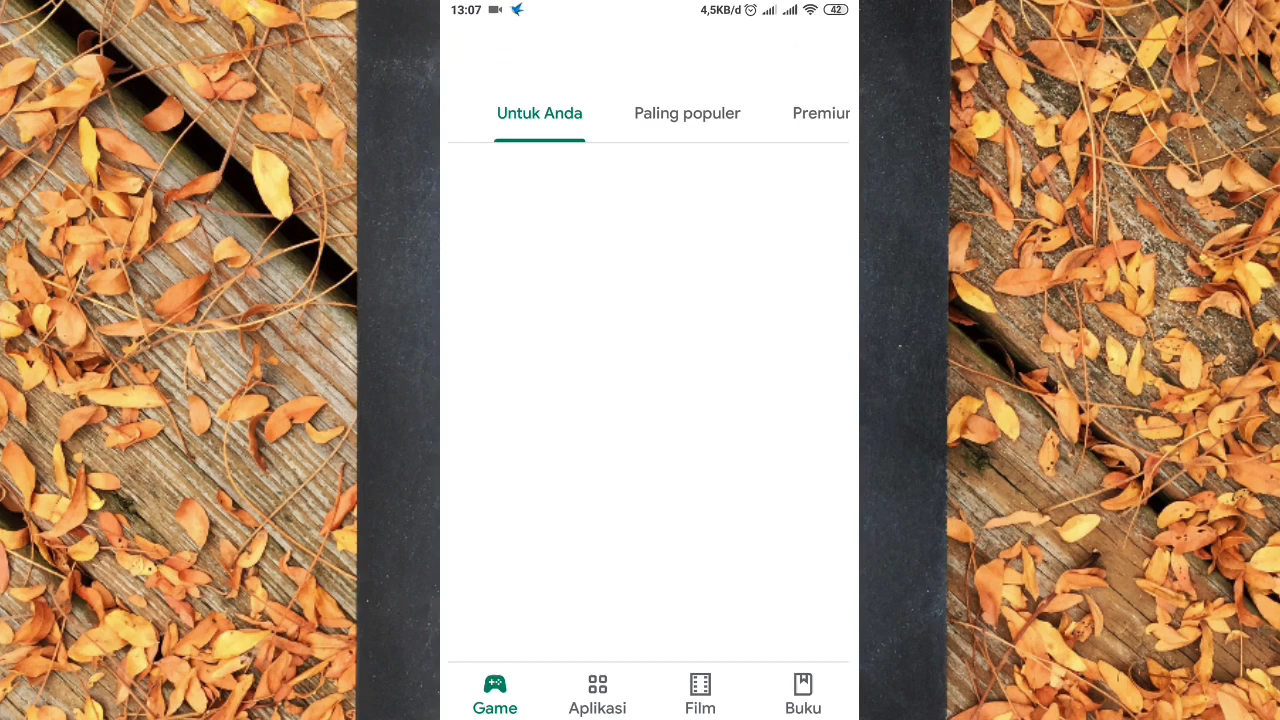 13:07 4,5KB/d 42
Untuk Anda Paling populer Premiur
Game Aplikasi Film Buku